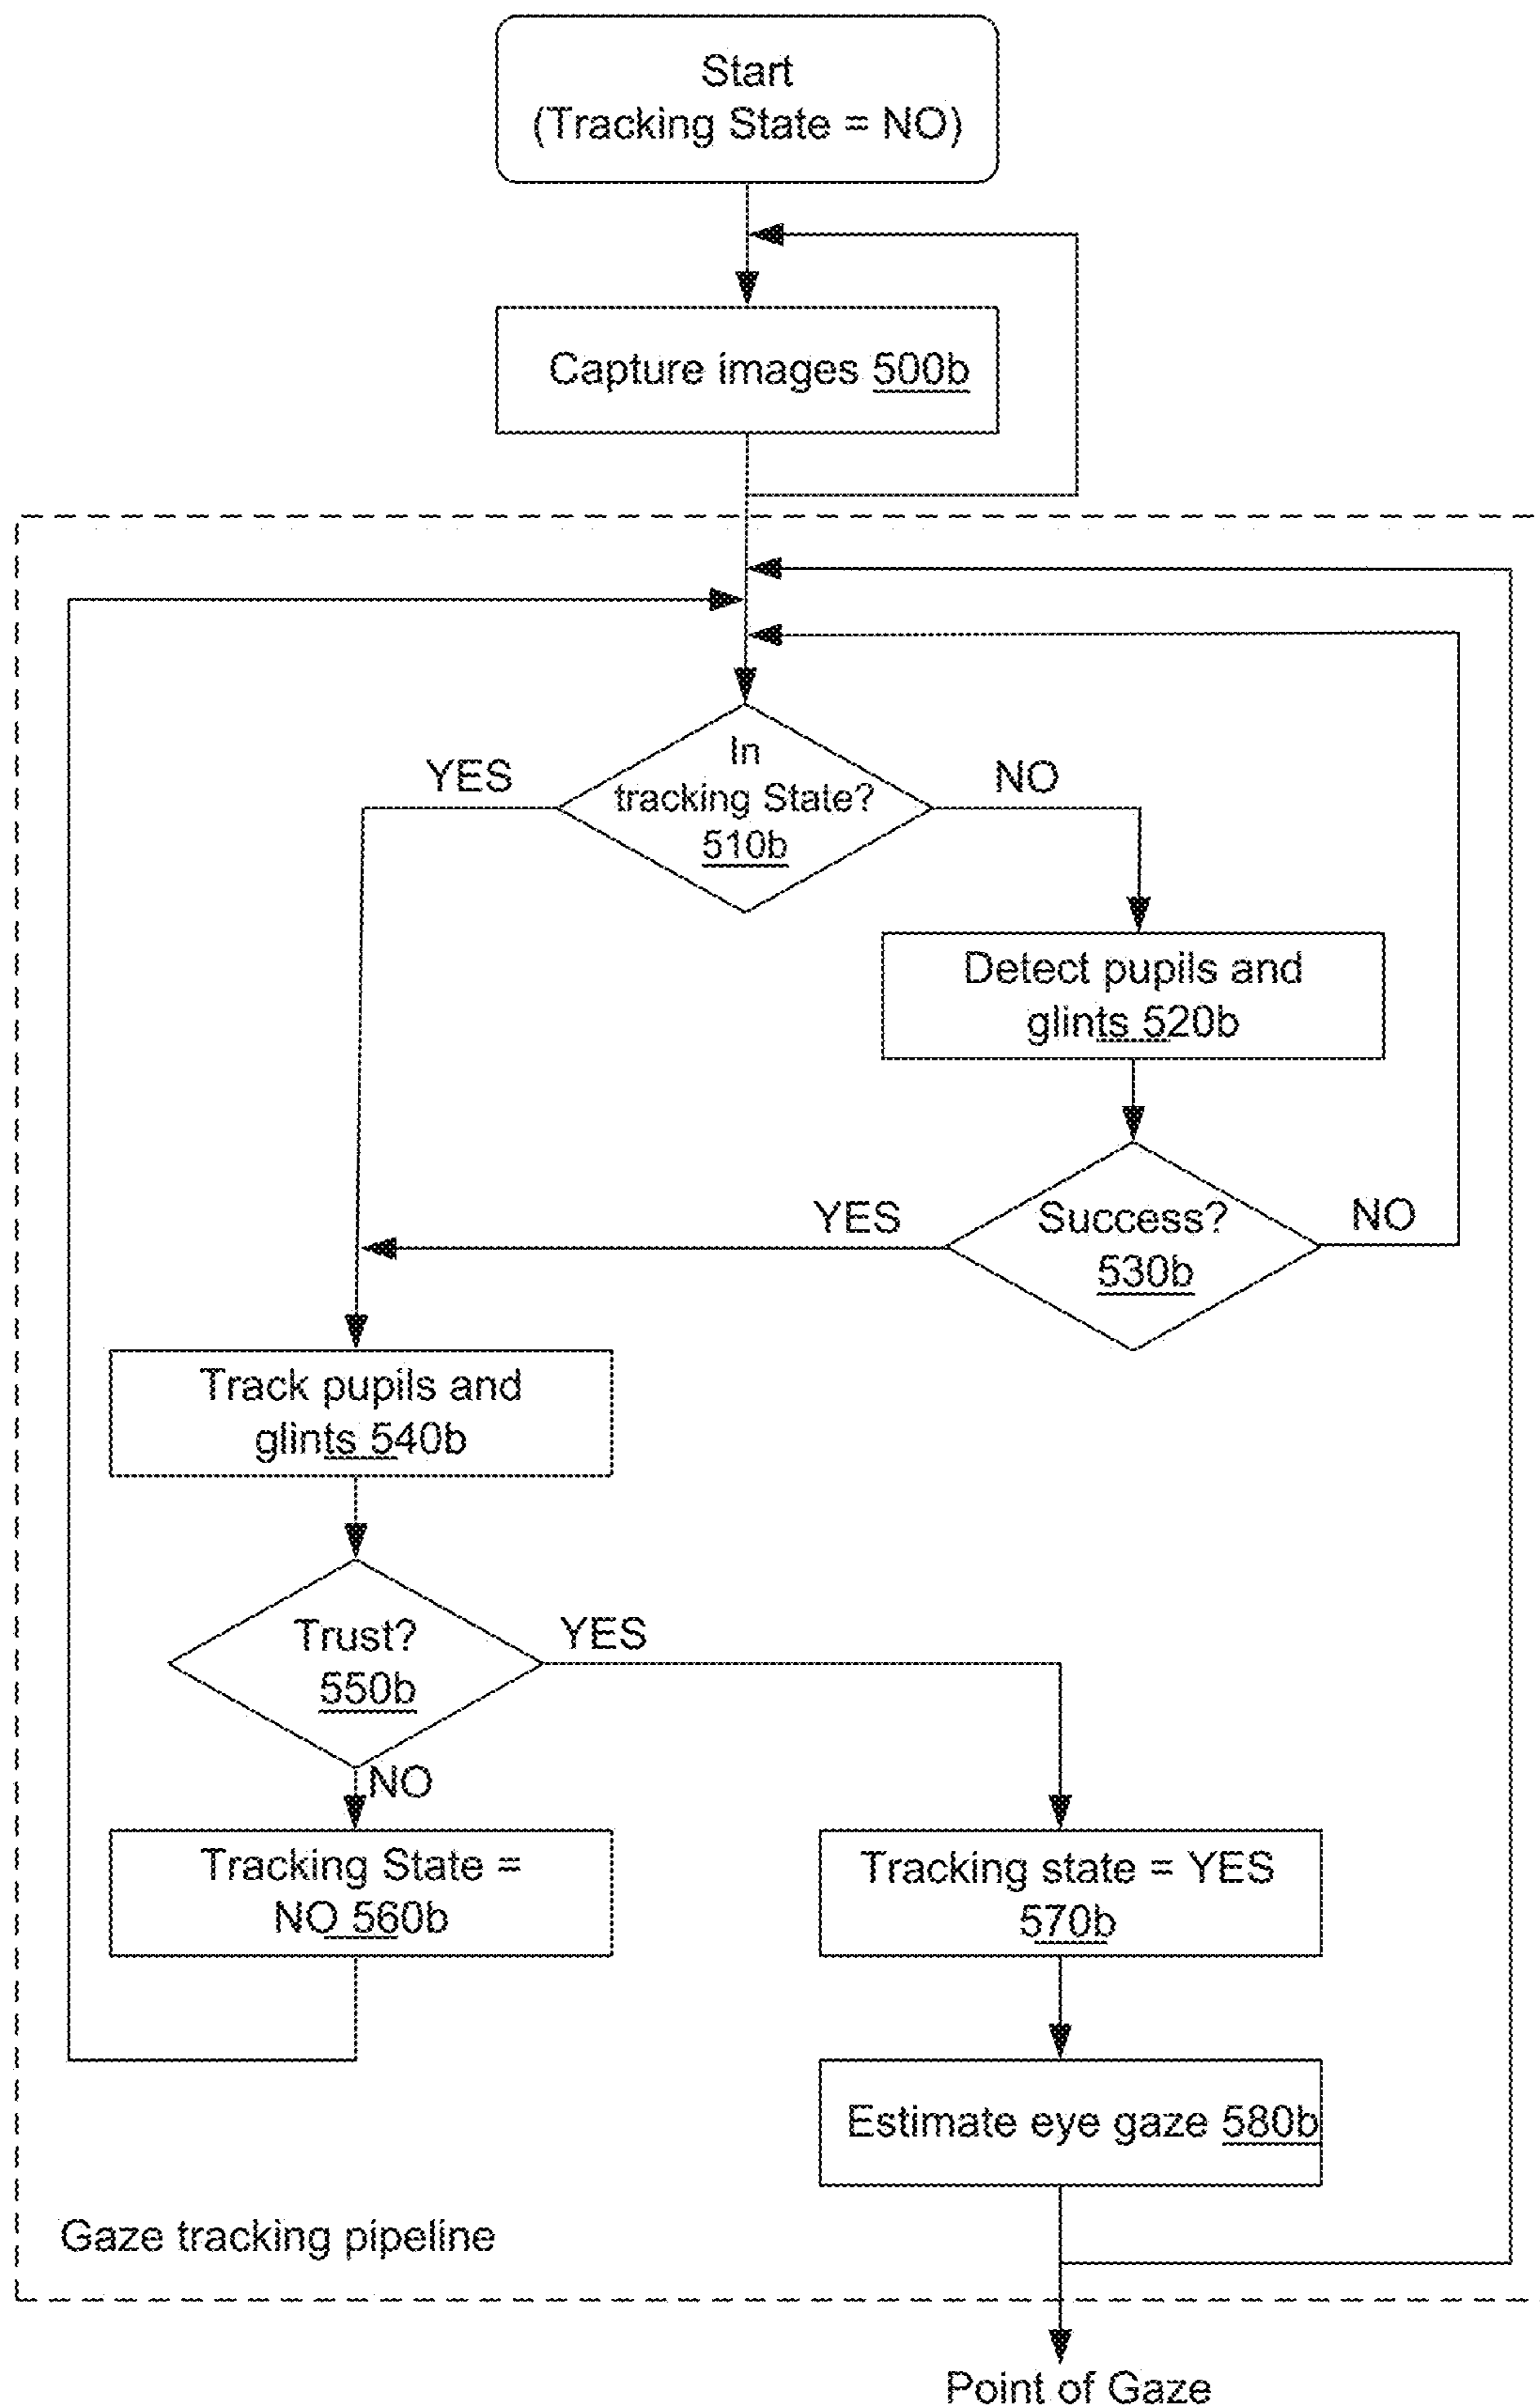 Start
(Tracking State = NO)
Capture images 500b
In
tracking State?
510b
YES
NO
Detect pupils and
glints 520b
Success?
530b
YES
NO
Track pupils and
glints 540b
Trust?
550b
YES
NO
Tracking State =
NO 560b
Tracking state = YES
570b
Estimate eye gaze 580b
Gaze tracking pipeline
Point of Gaze